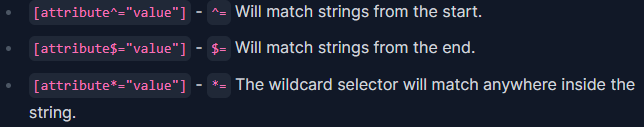 [attribute^="value"] - ^= Will match strings from the start.
[attribute$="value"] - $= Will match strings from the end.
[attribute*="value"] - *= The wildcard selector will match anywhere inside the
string.